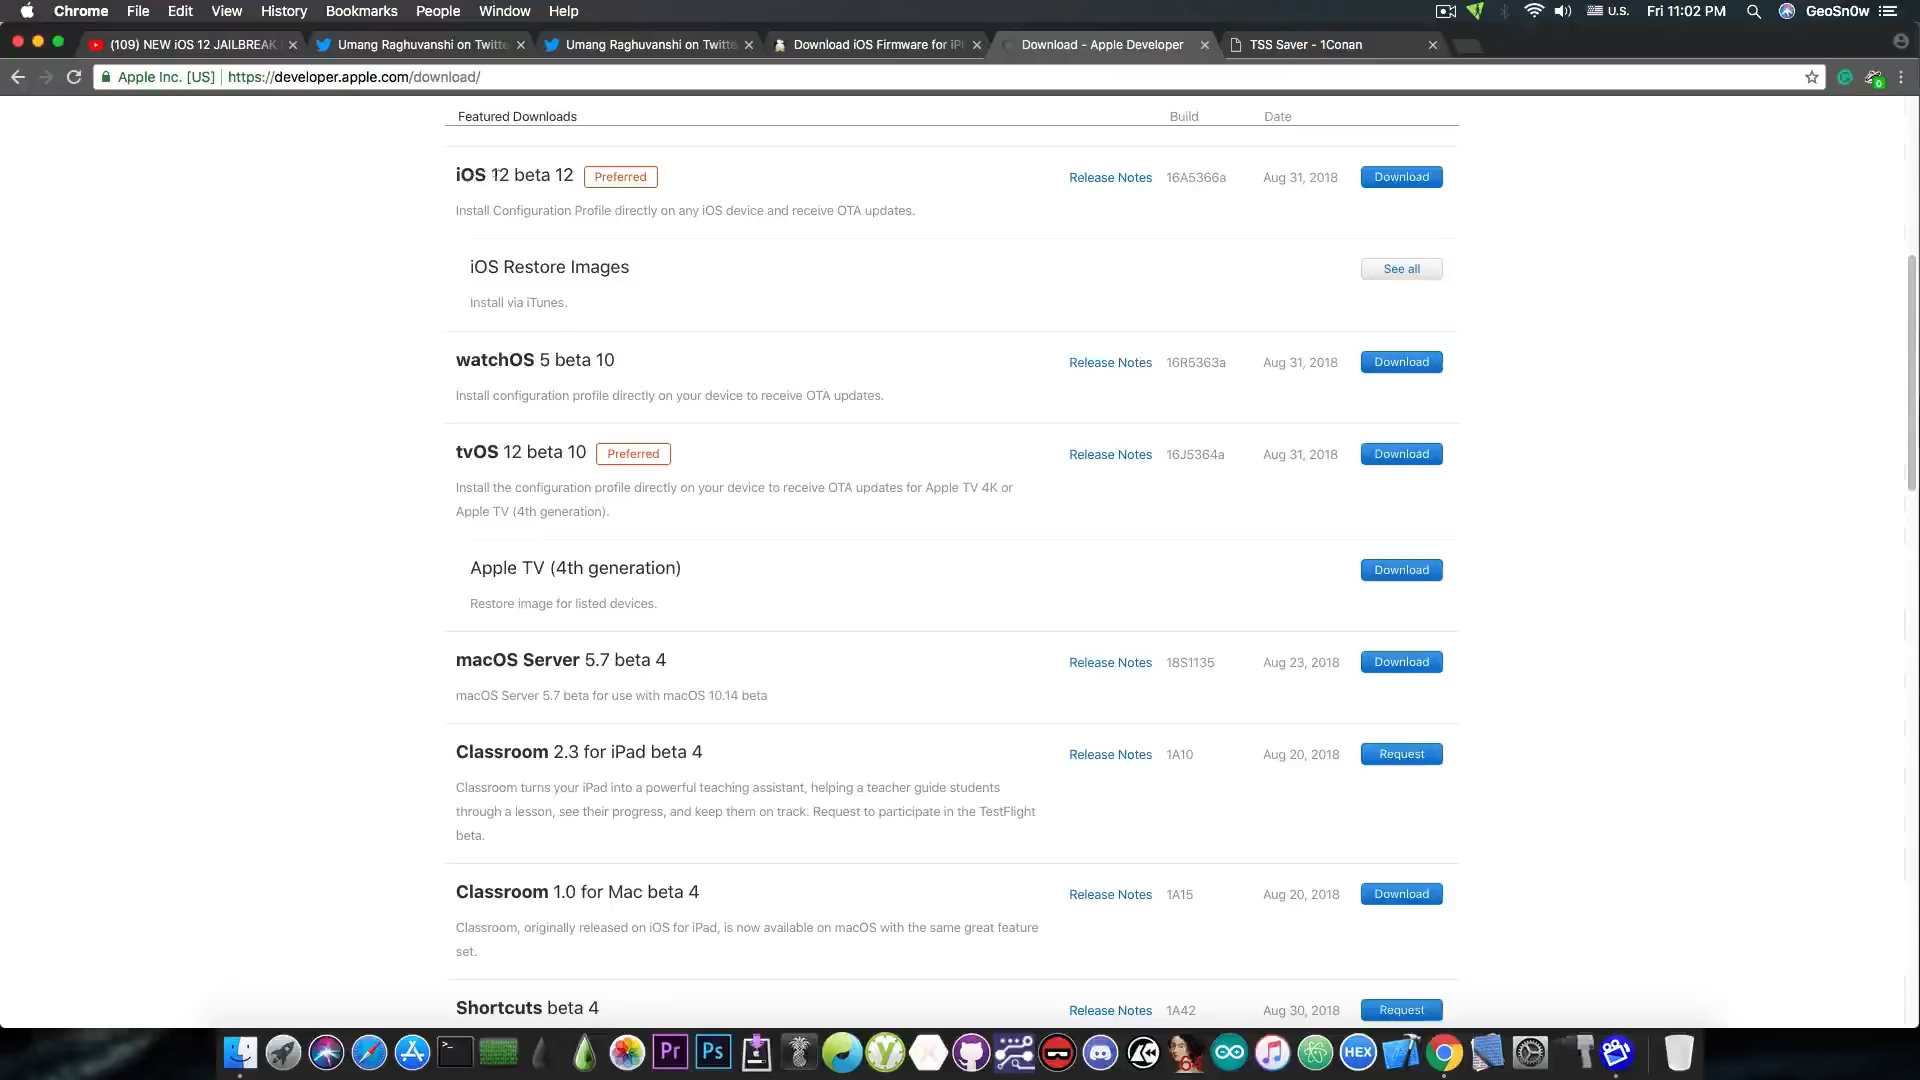 Chrome File Edit View History Bookmarks People Window Help U.S. Fri 11:02 PM GeoSn0w
(109) NEW iOS 12 JAILBREAK Umang Raghuvanshi on Twitte Umang Raghuvanshi on Twitte Download iOS Firmware for iP Download - Apple Developer TSS Saver - 1Conan
Apple Inc. [US] https://developer.apple.com/download/ 0
Featured Downloads Build Date
iOS 12 beta 12 Preferred Release Notes 16A5366a Aug 31, 2018 Download
Install Configuration Profile directly on any iOS device and receive OTA updates.
iOS Restore Images See all
Install via iTunes.
watchOS 5 beta 10 Release Notes 16R5363a Aug 31, 2018 Download
Install configuration profile directly on your device to receive OTA updates.
tvOS 12 beta 10 Preferred Release Notes 16J5364a Aug 31, 2018 Download
Install the configuration profile directly on your device to receive OTA updates for Apple TV 4K or
Apple TV (4th generation).
Apple TV (4th generation) Download
Restore image for listed devices.
macOS Server 5.7 beta 4 Release Notes 18S1135 Aug 23, 2018 Download
macOS Server 5.7 beta for use with macOS 10.14 beta
Classroom 2.3 for iPad beta 4 Release Notes 1A10 Aug 20, 2018 Request
Classroom turns your iPad into a powerful teaching assistant, helping a teacher guide students
through a lesson, see their progress, and keep them on track. Request to participate in the TestFlight
beta.
Classroom 1.0 for Mac beta 4 Release Notes 1A15 Aug 20, 2018 Download
Classroom, originally released on iOS for iPad, is now available on macOS with the same great feature
set.
Shortcuts beta 4 Release Notes 1A42 Aug 30, 2018 Request
Pr Ps 64 HEX